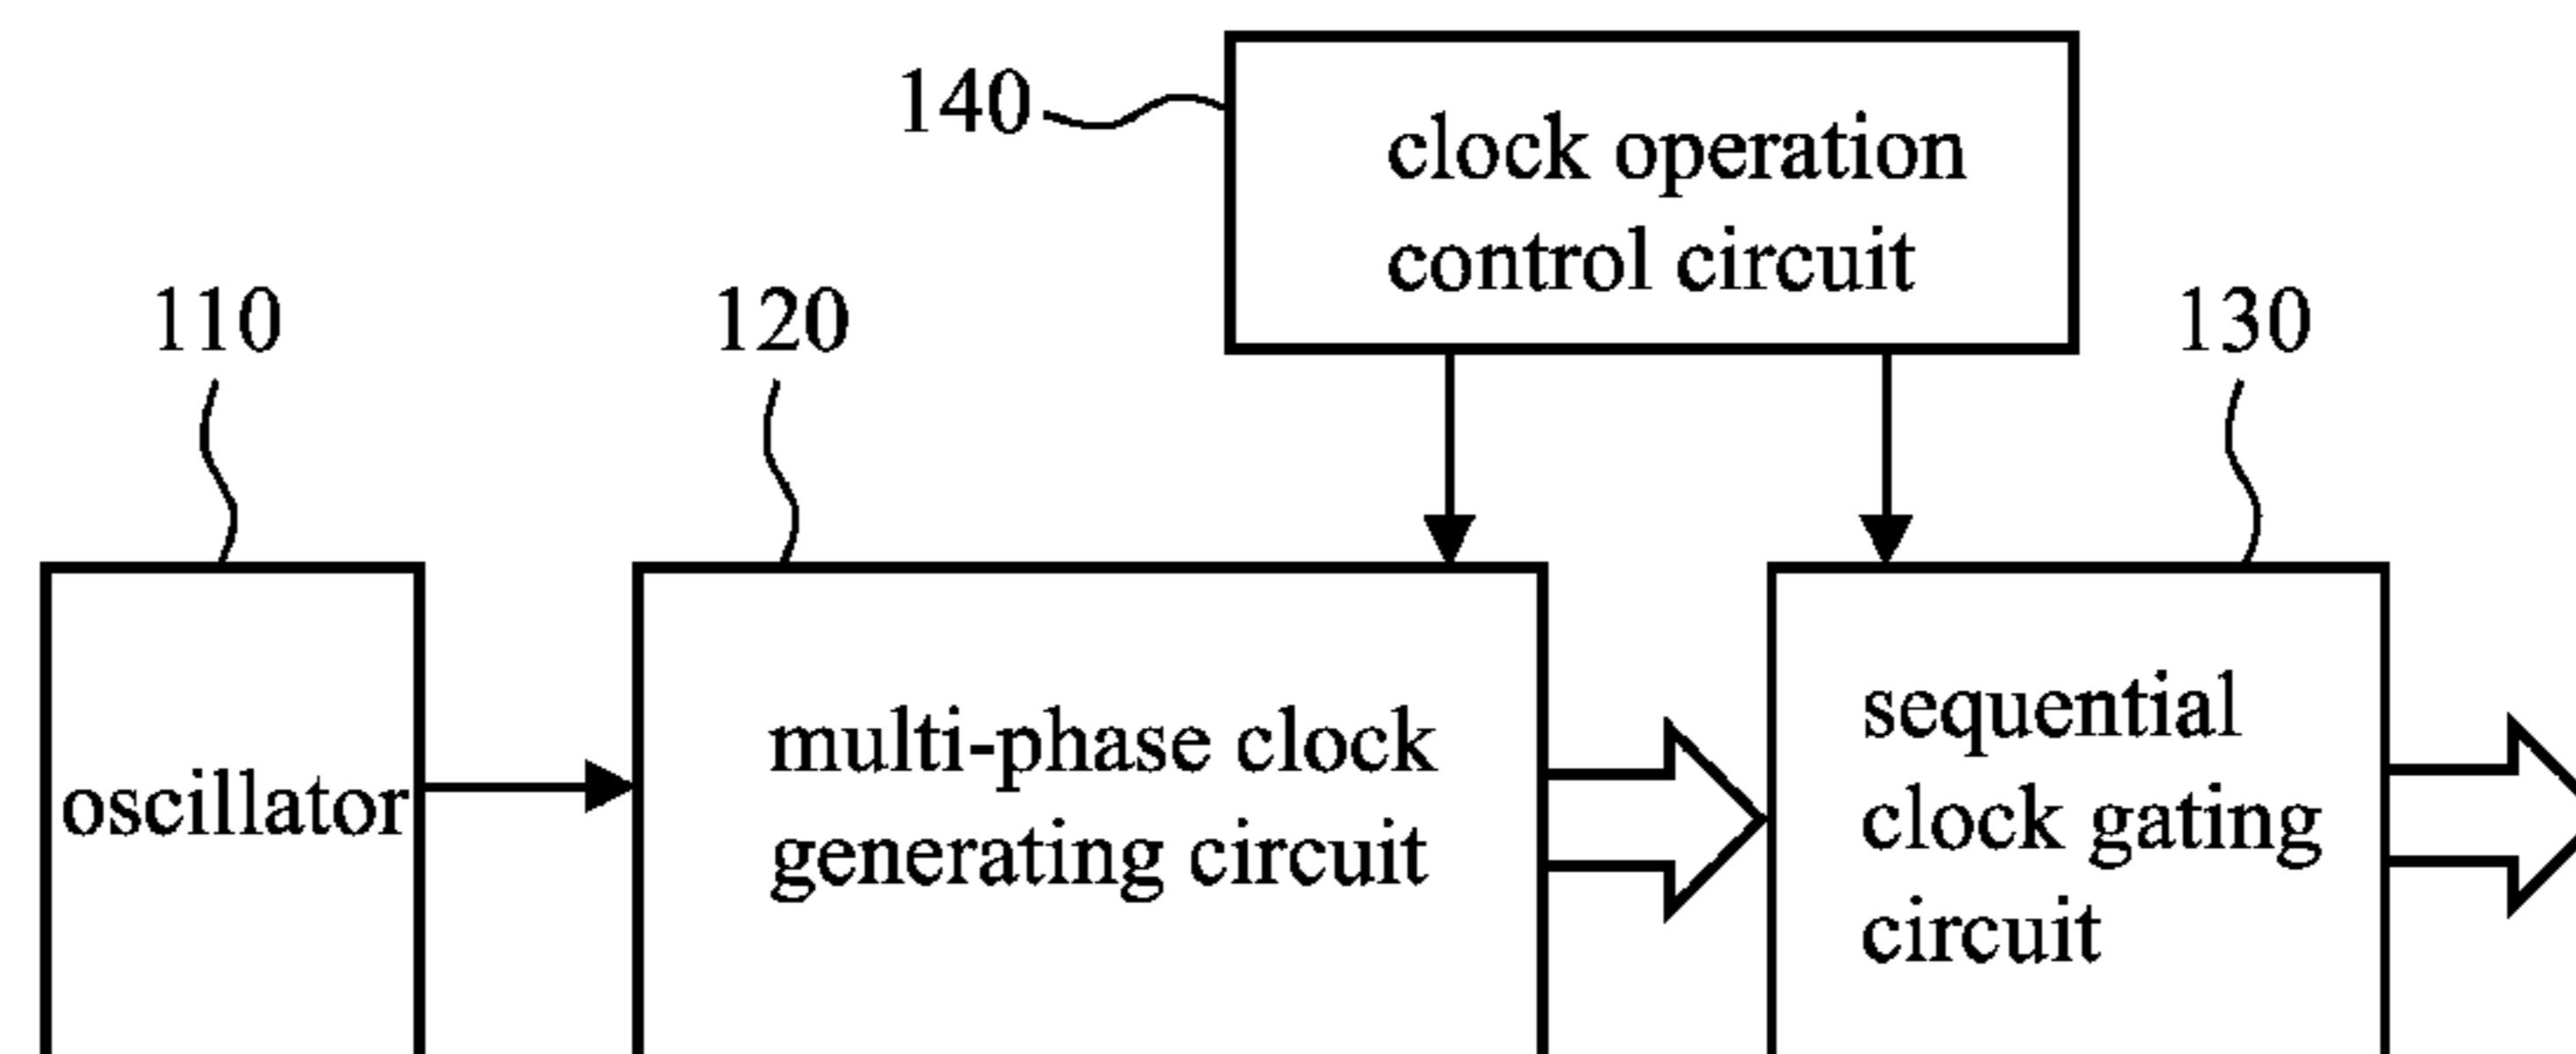 140
clock operation
control circuit
110
120
130
oscillator
multi-phase clock
generating circuit
sequential
clock gating
circuit